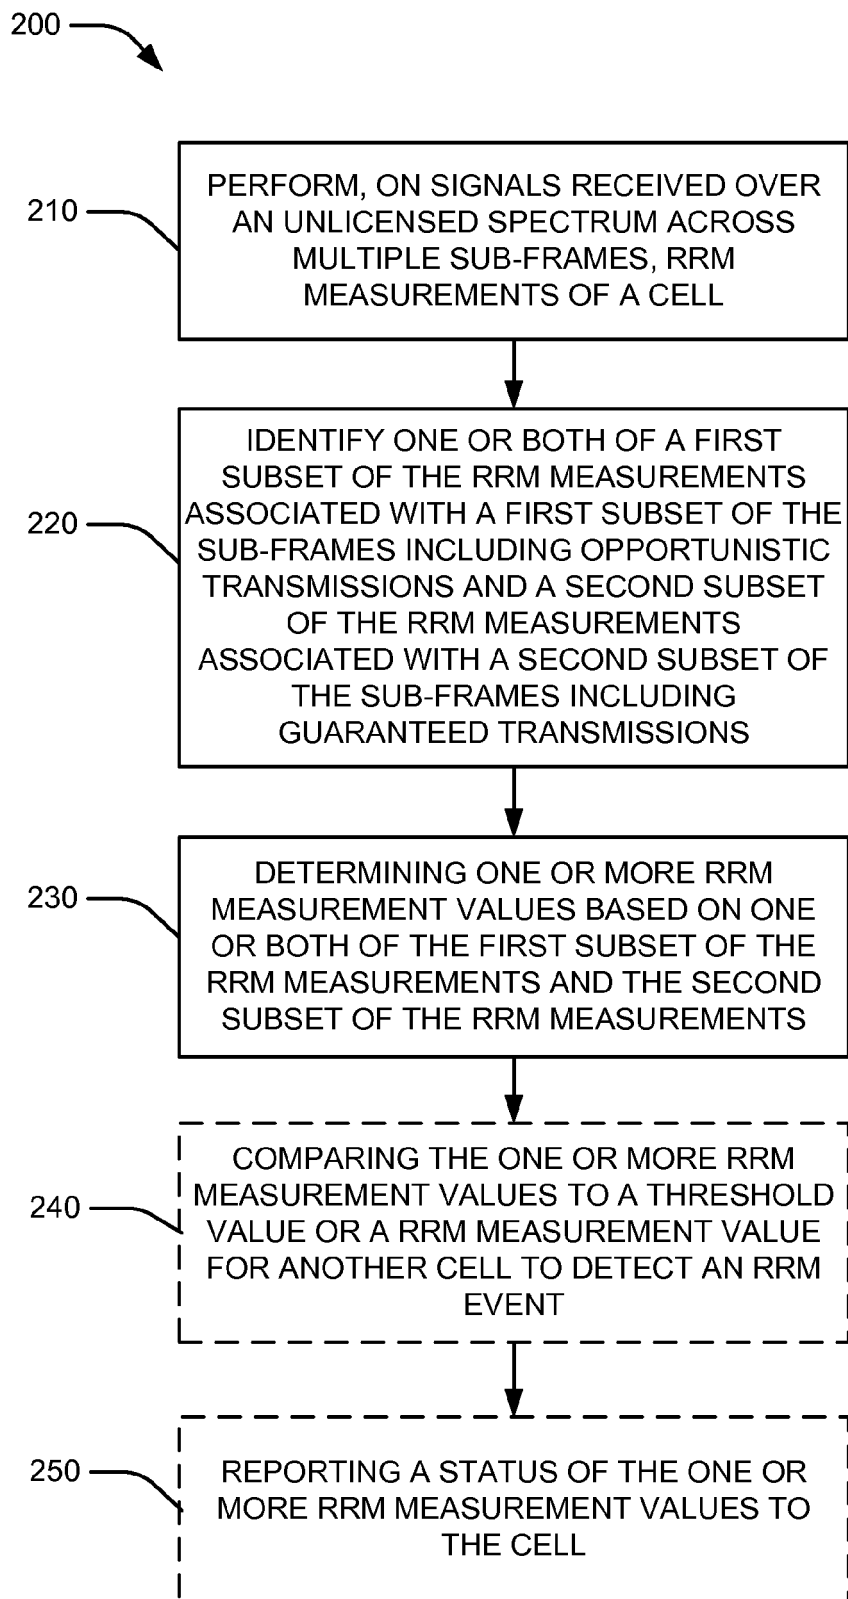 200
210
PERFORM, ON SIGNALS RECEIVED OVER
AN UNLICENSED SPECTRUM ACROSS
MULTIPLE SUB-FRAMES, RRM
MEASUREMENTS OF A CELL
220
IDENTIFY ONE OR BOTH OF A FIRST
SUBSET OF THE RRM MEASUREMENTS
ASSOCIATED WITH A FIRST SUBSET OF THE
SUB-FRAMES INCLUDING OPPORTUNISTIC
TRANSMISSIONS AND A SECOND SUBSET
OF THE RRM MEASUREMENTS
ASSOCIATED WITH A SECOND SUBSET OF
THE SUB-FRAMES INCLUDING
GUARANTEED TRANSMISSIONS
230
DETERMINING ONE OR MORE RRM
MEASUREMENT VALUES BASED ON ONE
OR BOTH OF THE FIRST SUBSET OF THE
RRM MEASUREMENTS AND THE SECOND
SUBSET OF THE RRM MEASUREMENTS
240
COMPARING THE ONE OR MORE RRM
MEASUREMENT VALUES TO A THRESHOLD
VALUE OR A RRM MEASUREMENT VALUE
FOR ANOTHER CELL TO DETECT AN RRM
EVENT
250
REPORTING A STATUS OF THE ONE OR
MORE RRM MEASUREMENT VALUES TO
THE CELL